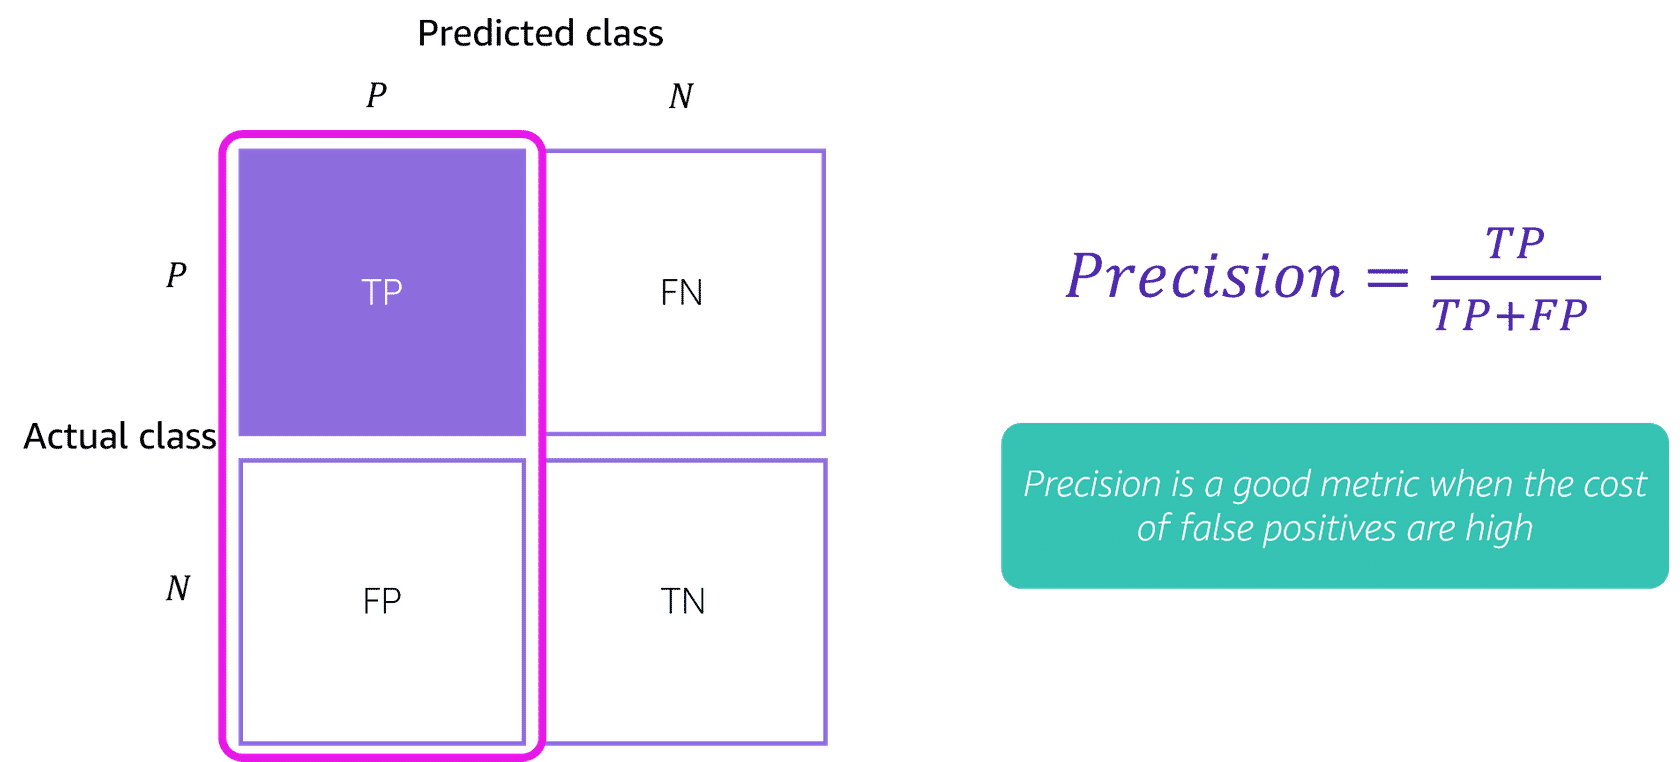 Predicted class
P
N
P
TP
FN
Precision = TP / TP+FP
Actual class
Precision is a good metric when the cost
of false positives are high
N
FP
TN